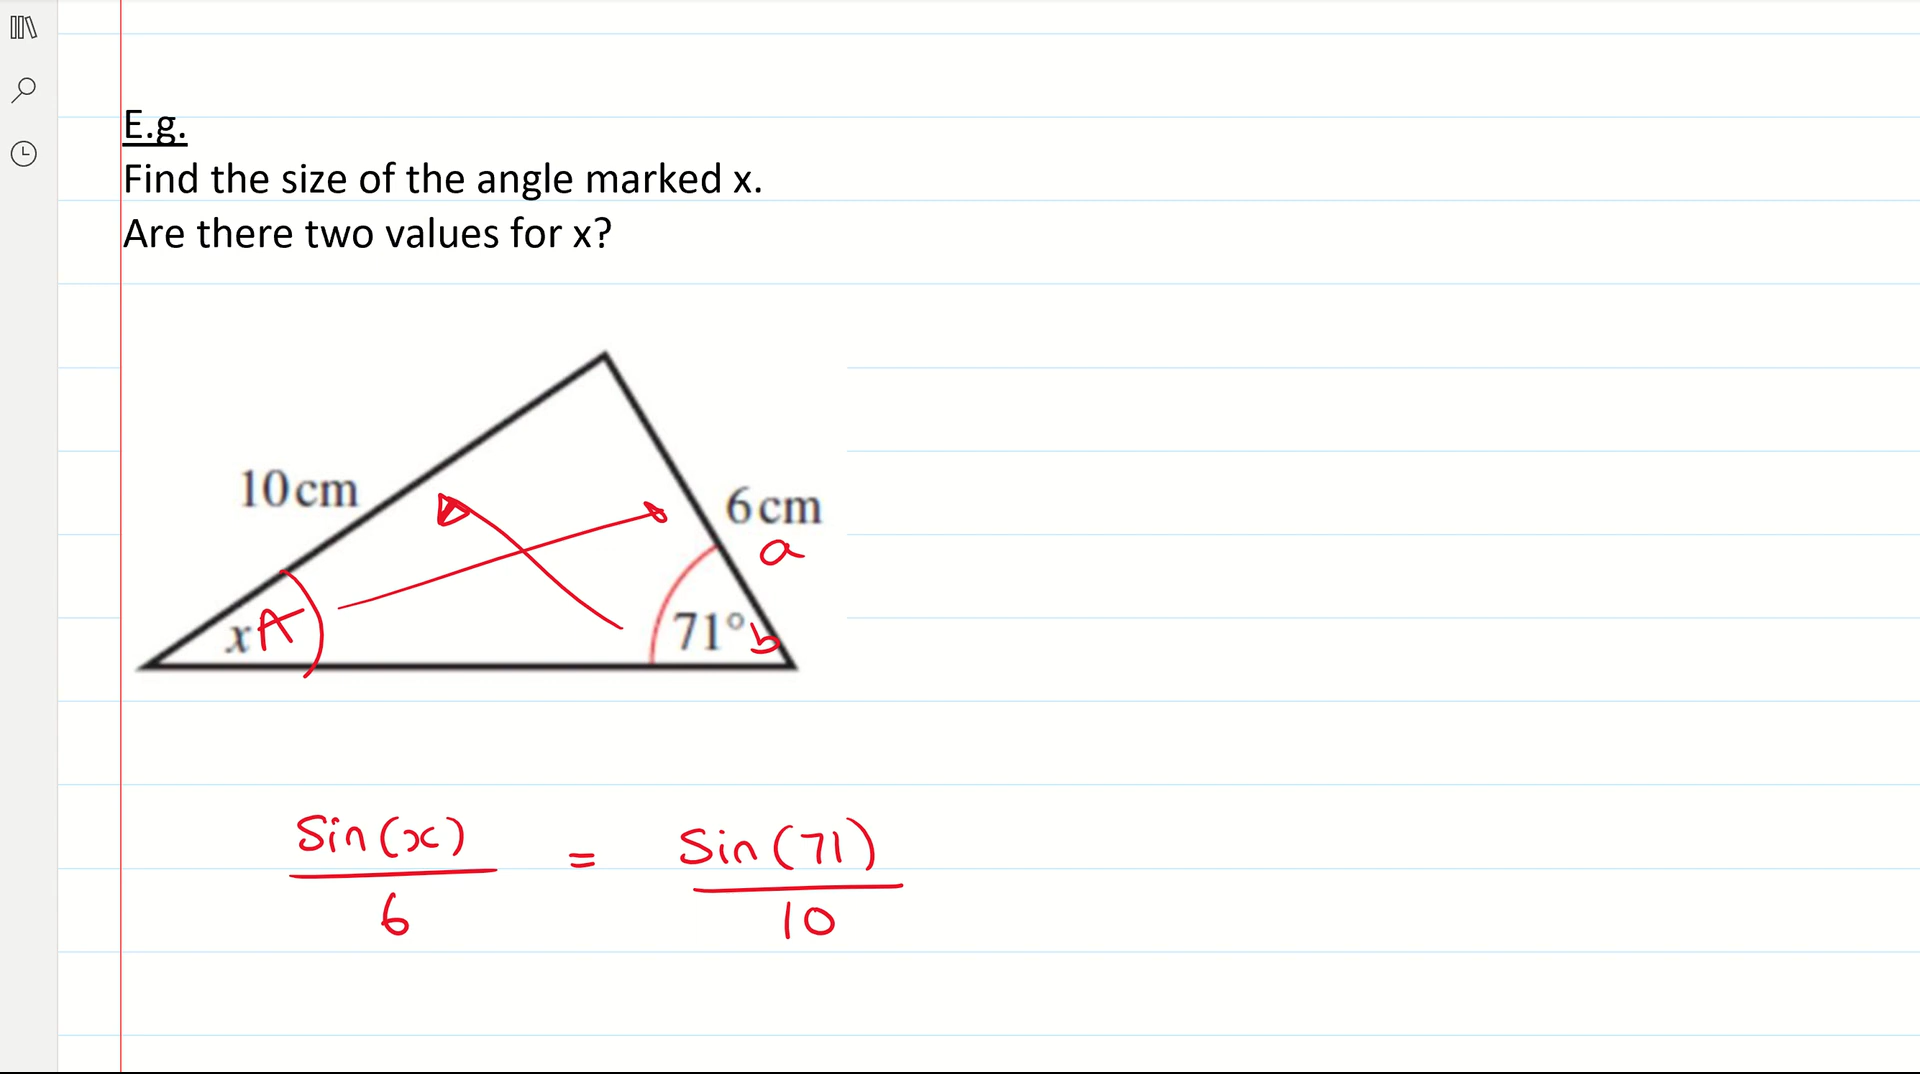 E.g.
Find the size of the angle marked x.
Are there two values for x?
10cm
6cm
a
x A
71° b
Sin(x) = Sin(71)
6 10